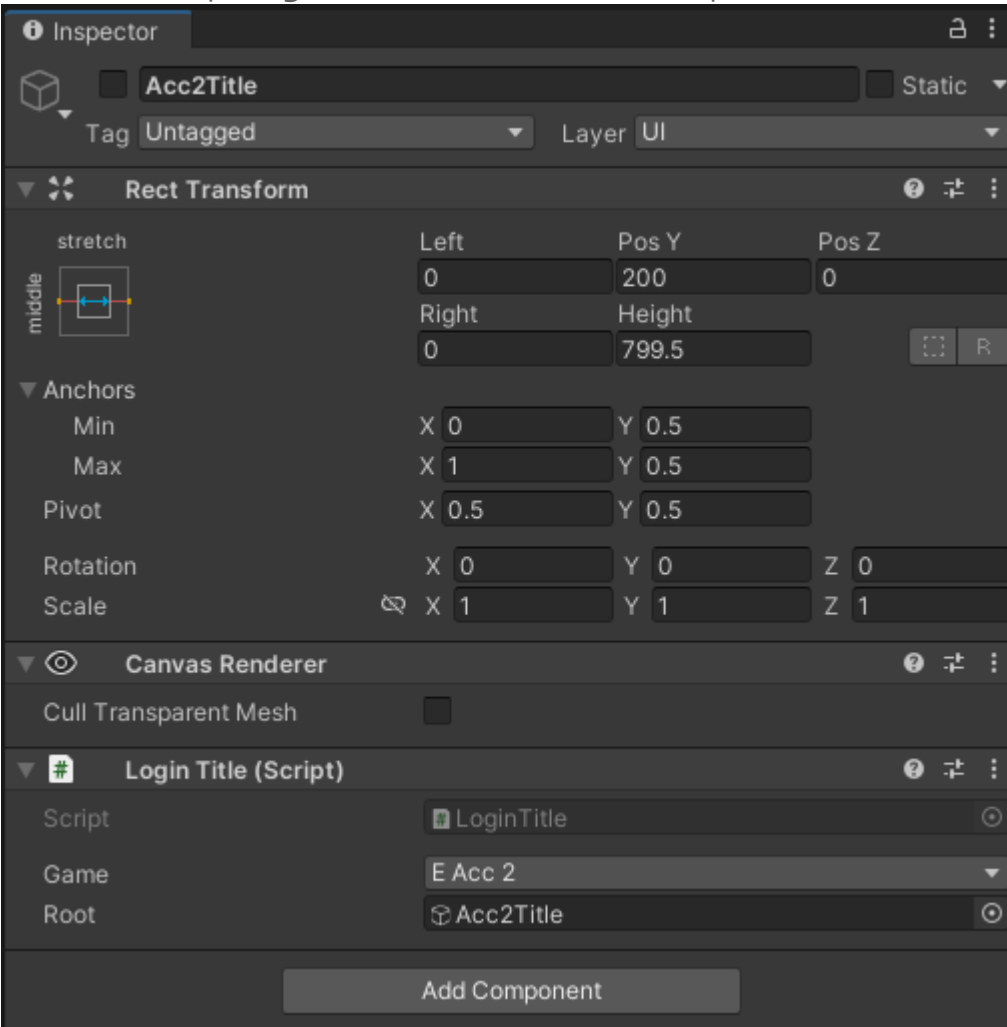 Inspector
Acc2Title
Static
Tag Untagged Layer UI
Rect Transform
stretch
middle
Left Pos Y Pos Z
0 200 0
Right Height
0 799.5
R
Anchors
Min X 0 Y 0.5
Max X 1 Y 0.5
Pivot X 0.5 Y 0.5
Rotation X 0 Y 0 Z 0
Scale X 1 Y 1 Z 1
Canvas Renderer
Cull Transparent Mesh
# Login Title (Script)
Script # LoginTitle
Game E Acc 2
Root Acc2Title
Add Component